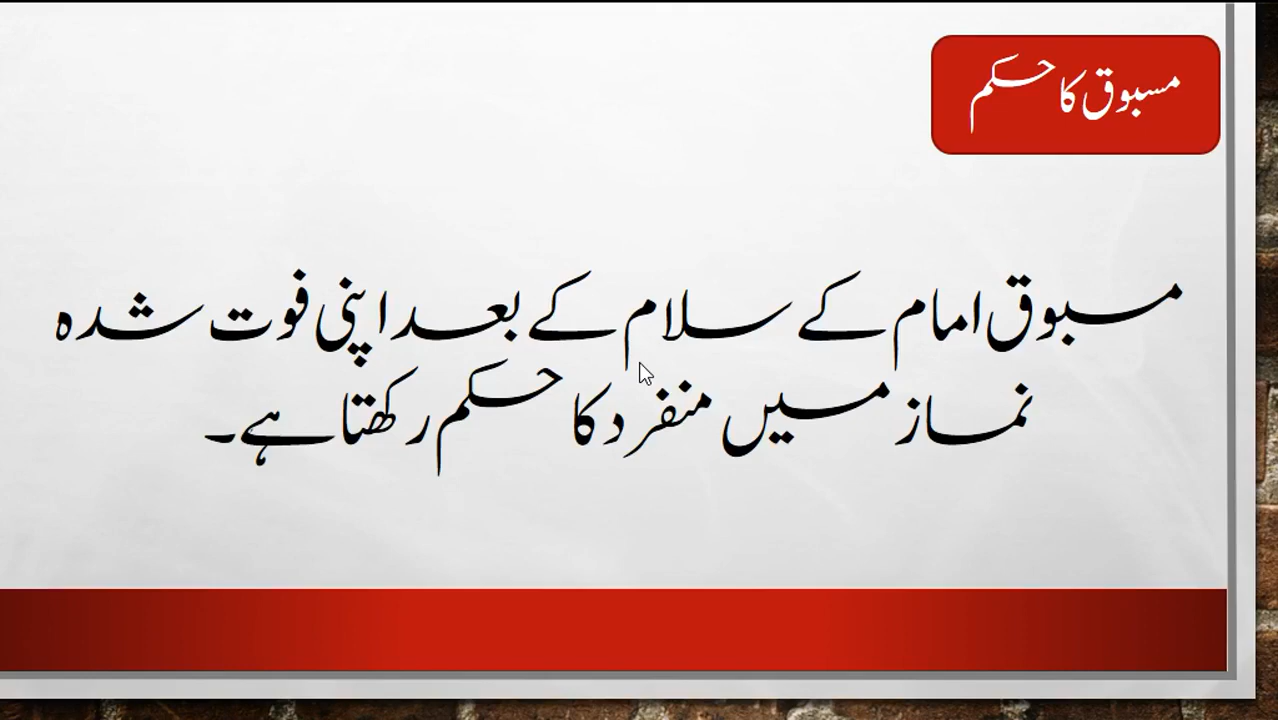 مسبوق کا حکم
مسبوق امام کے سلام کے بعد اپنی فوت شدہ
نماز میں منفرد کا حکم رکھتا ہے۔